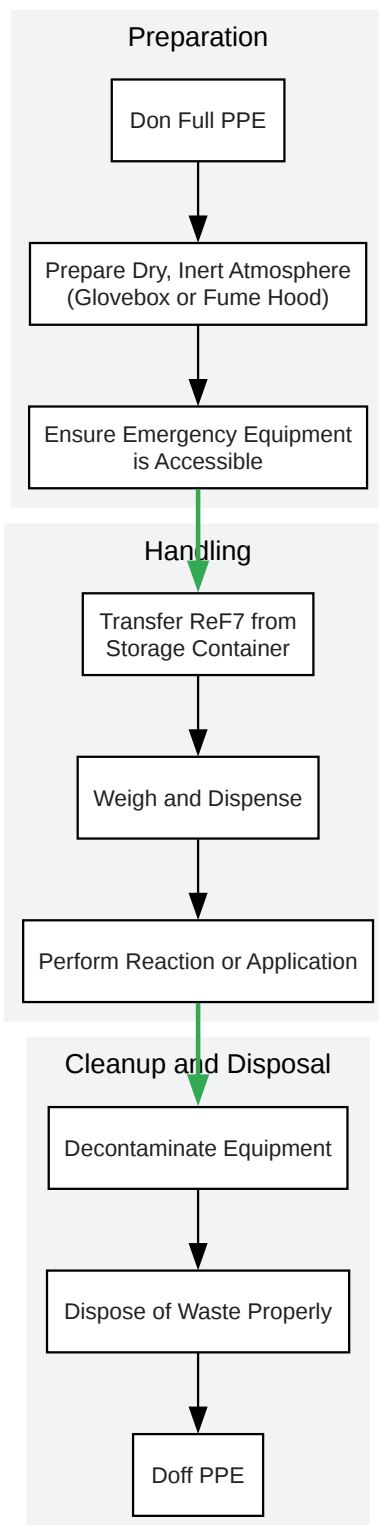 Preparation
Don Full PPE
Prepare Dry, Inert Atmosphere
(Glovebox or Fume Hood)
Ensure Emergency Equipment
is Accessible
Handling
Transfer ReF7 from
Storage Container
Weigh and Dispense
Perform Reaction or Application
Cleanup and Disposal
Decontaminate Equipment
Dispose of Waste Properly
Doff PPE